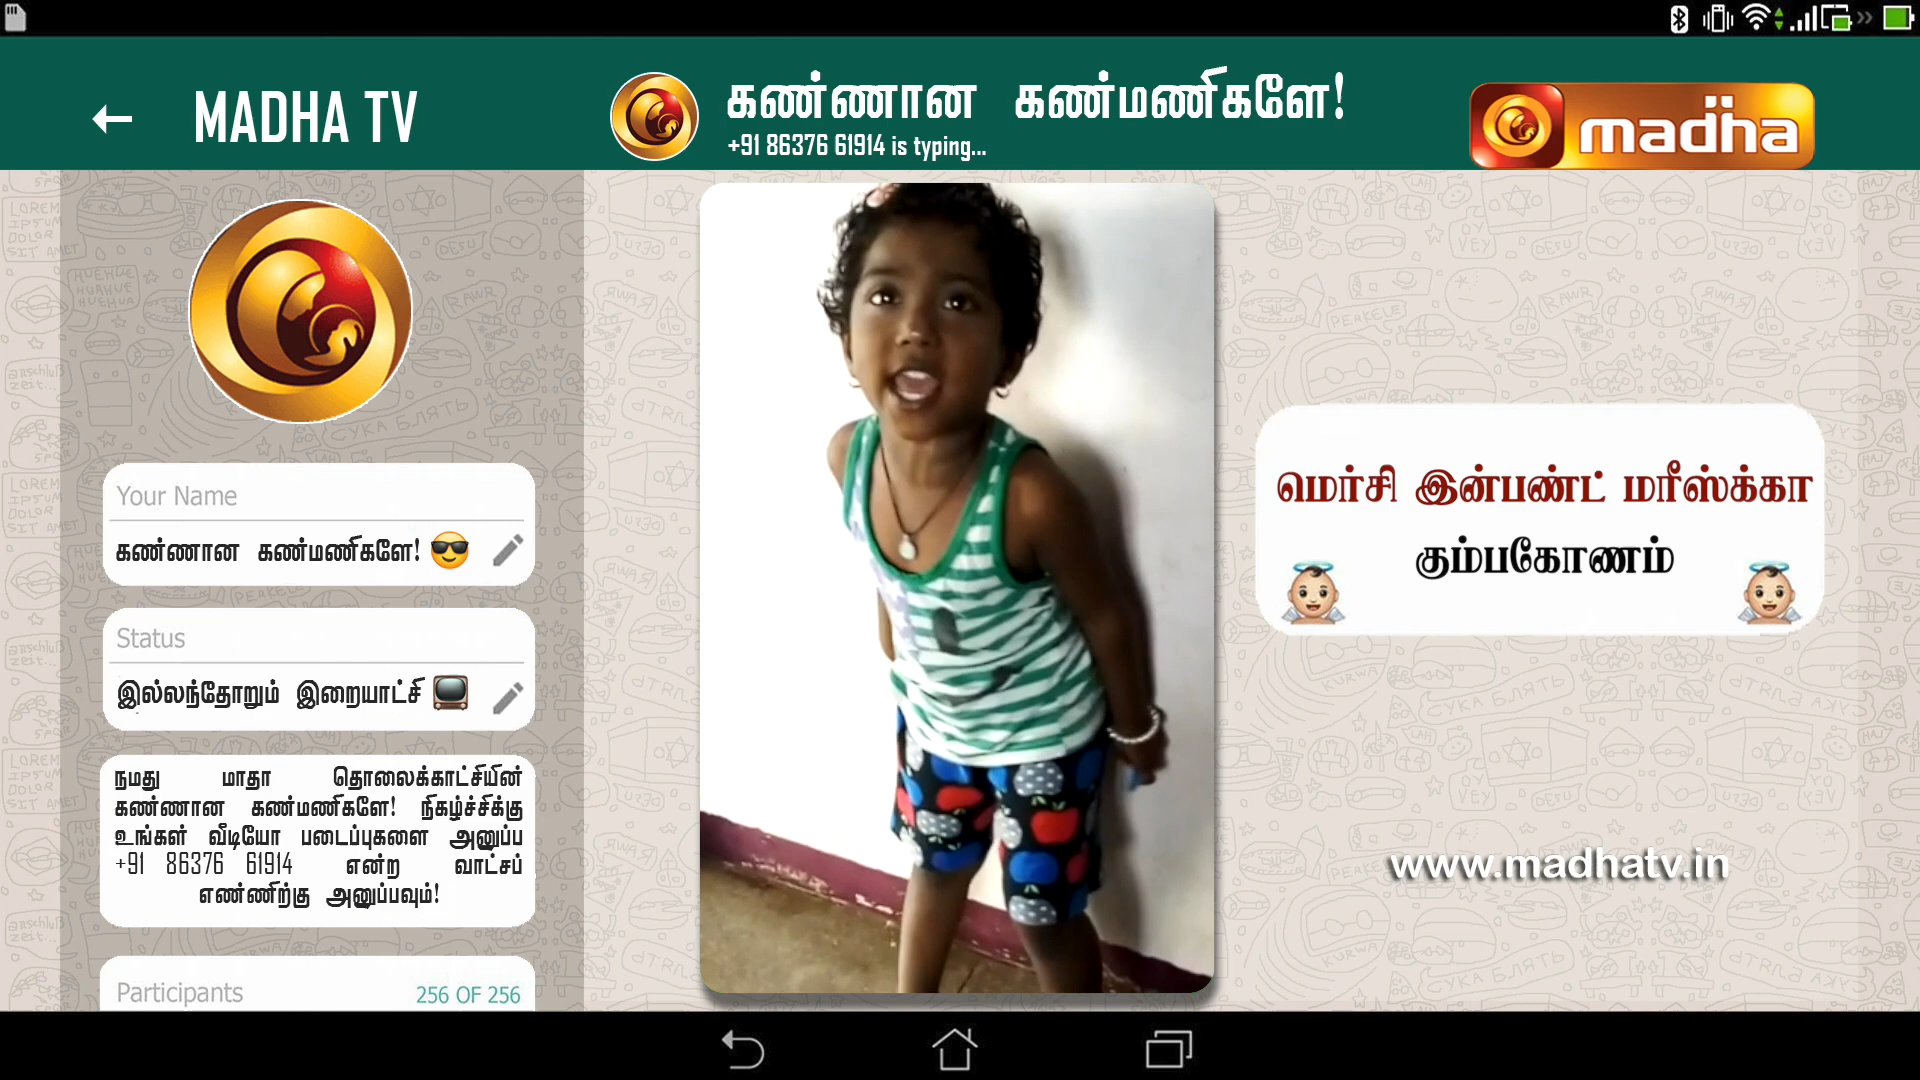 MADHA TV
கண்ணான கண்மணிகளே!
+91 86376 61914 is typing...
madha
Your Name
கண்ணான கண்மணிகளே! 😎
Status
இல்லந்தோறும் இறையாட்சி 📺
நமது மாதா தொலைக்காட்சியின்
கண்ணான கண்மணிகளே! நிகழ்ச்சிக்கு
உங்கள் வீடியோ படைப்புகளை அனுப்ப
+91 86376 61914 என்ற வாட்சப்
எண்ணிற்கு அனுப்பவும்!
Participants 256 OF 256
மெர்சி இன்பண்ட் மரீஸ்க்கா
கும்பகோணம்
www.madhatv.in